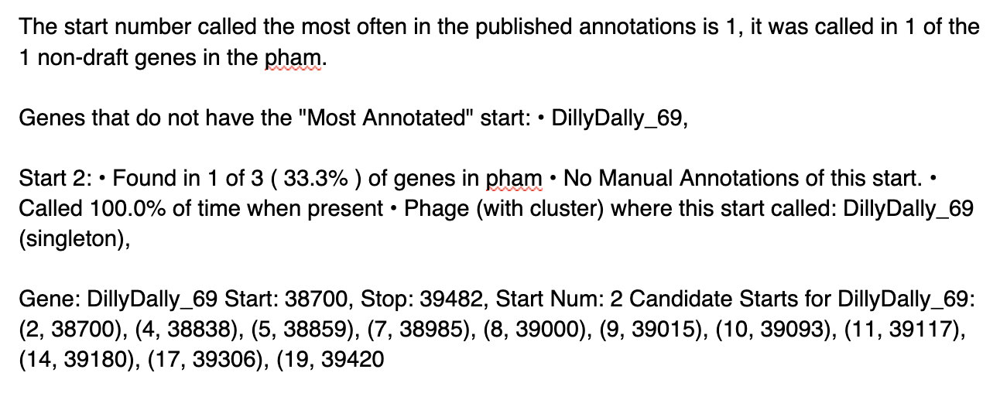 The start number called the most often in the published annotations is 1, it was called in 1 of the
1 non-draft genes in the pham.
Genes that do not have the "Most Annotated" start: • DillyDally_69,
Start 2: • Found in 1 of 3 ( 33.3% ) of genes in pham • No Manual Annotations of this start. •
Called 100.0% of time when present • Phage (with cluster) where this start called: DillyDally_69
(singleton),
Gene: DillyDally_69 Start: 38700, Stop: 39482, Start Num: 2 Candidate Starts for DillyDally_69:
(2, 38700), (4, 38838), (5, 38859), (7, 38985), (8, 39000), (9, 39015), (10, 39093), (11, 39117),
(14, 39180), (17, 39306), (19, 39420